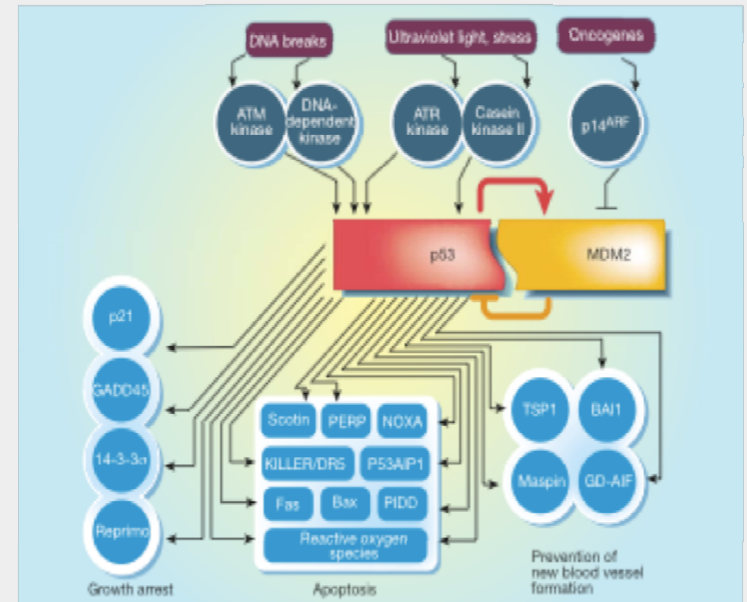 DNA breaks
Ultraviolet light, stress
Oncogenes
ATM
kinase
DNA-
dependent
kinase
ATR
kinase
Casein
kinase II
p14ARF
p53
MDM2
p21
GADD45
14-3-3σ
Reprimo
Scotin
PERP
NOXA
KILLER/DR5
P53AIP1
Fas
Bax
PIDD
Reactive oxygen
species
TSP1
BAI1
Maspin
GD-AIF
Growth arrest
Apoptosis
Prevention of
new blood vessel
formation